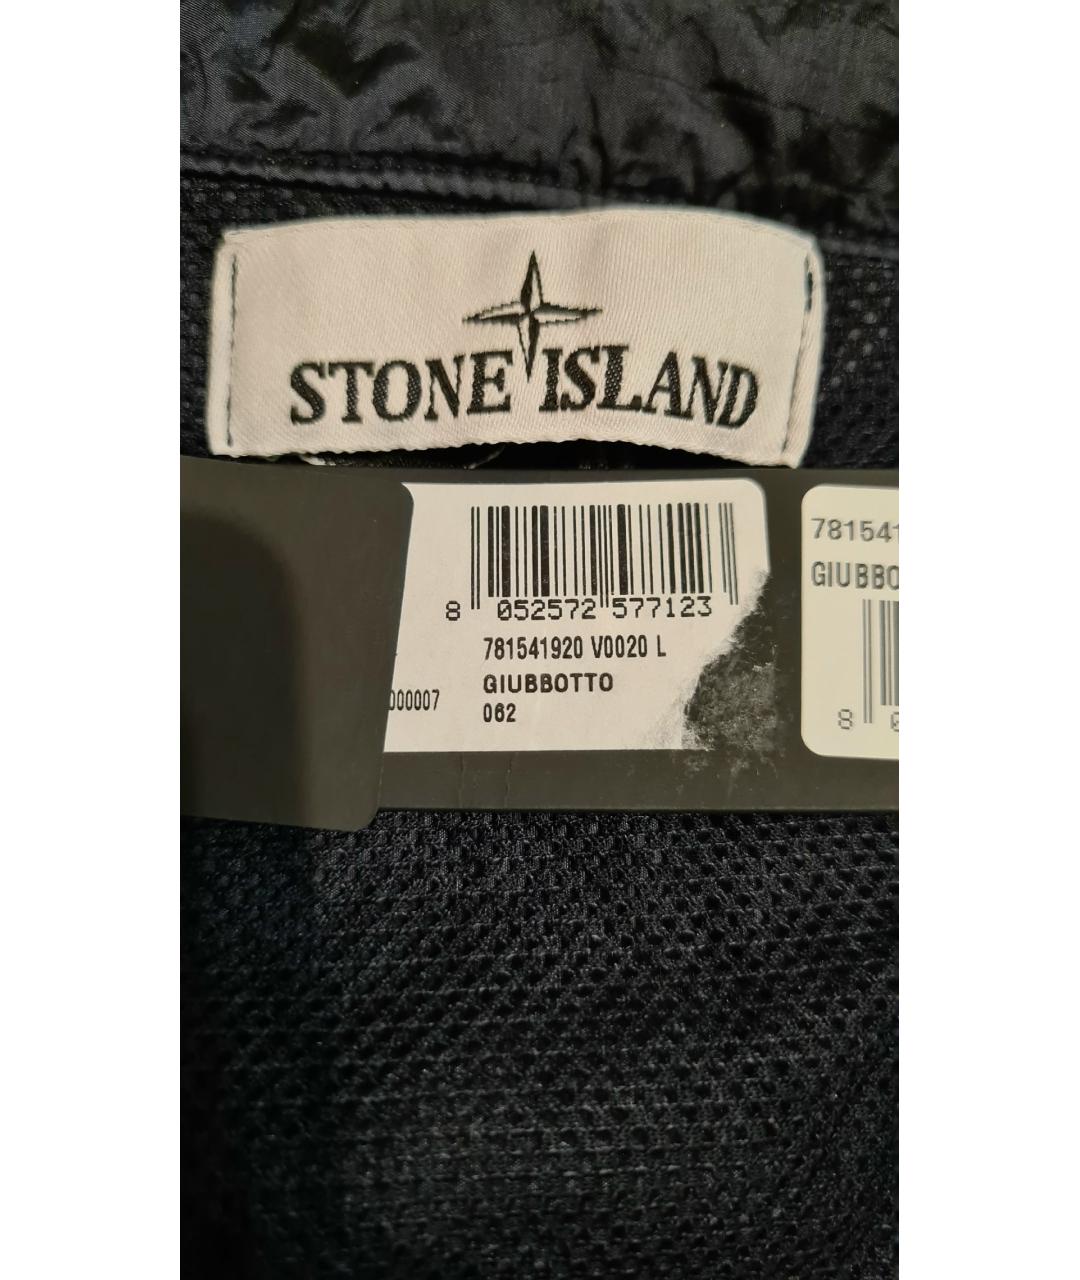 STONE ISLAND
8 052572 577123
781541920 V0020 L
GIUBBOTTO
062
000007
781541
GIUBBO
8 0